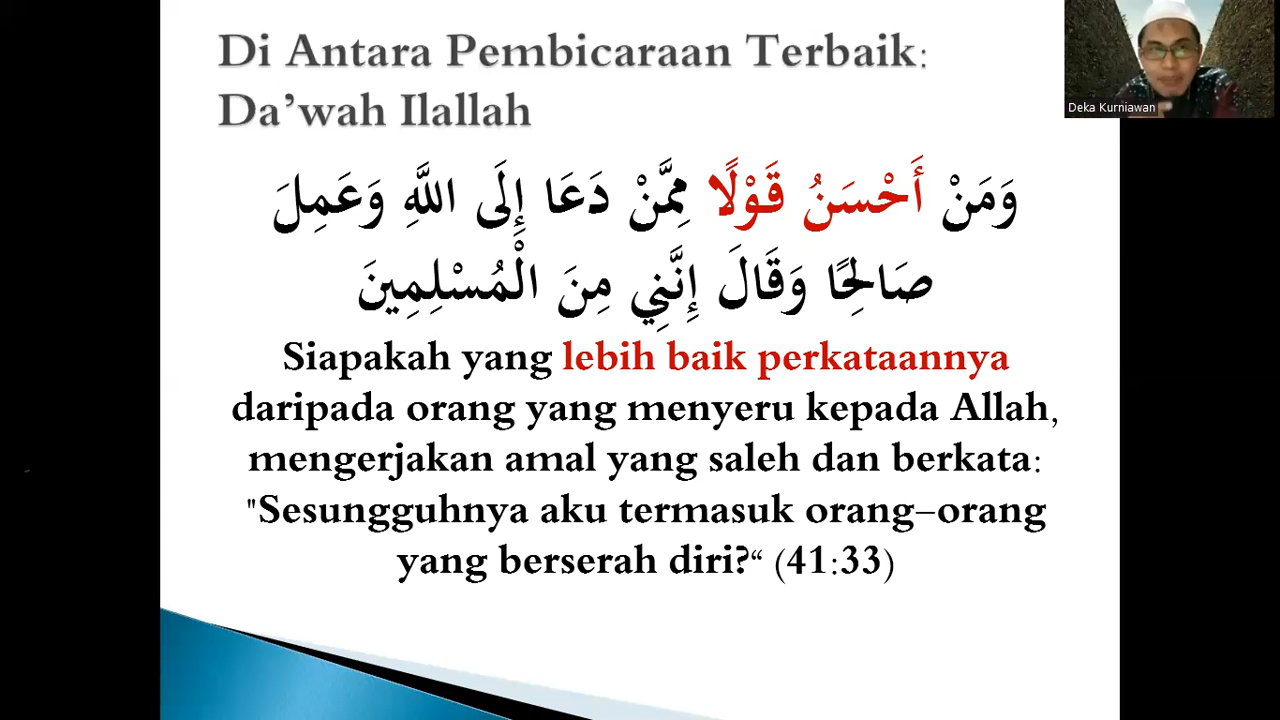 Di Antara Pembicaraan Terbaik:
Da’wah Ilallah
وَمَنْ أَحْسَنُ قَوْلًا مِمَّنْ دَعَا إِلَى اللَّهِ وَعَمِلَ
صَالِحًا وَقَالَ إِنَّنِي مِنَ الْمُسْلِمِينَ
Siapakah yang lebih baik perkataannya
daripada orang yang menyeru kepada Allah,
mengerjakan amal yang saleh dan berkata:
"Sesungguhnya aku termasuk orang-orang
yang berserah diri?“ (41:33)
Deka Kurniawan